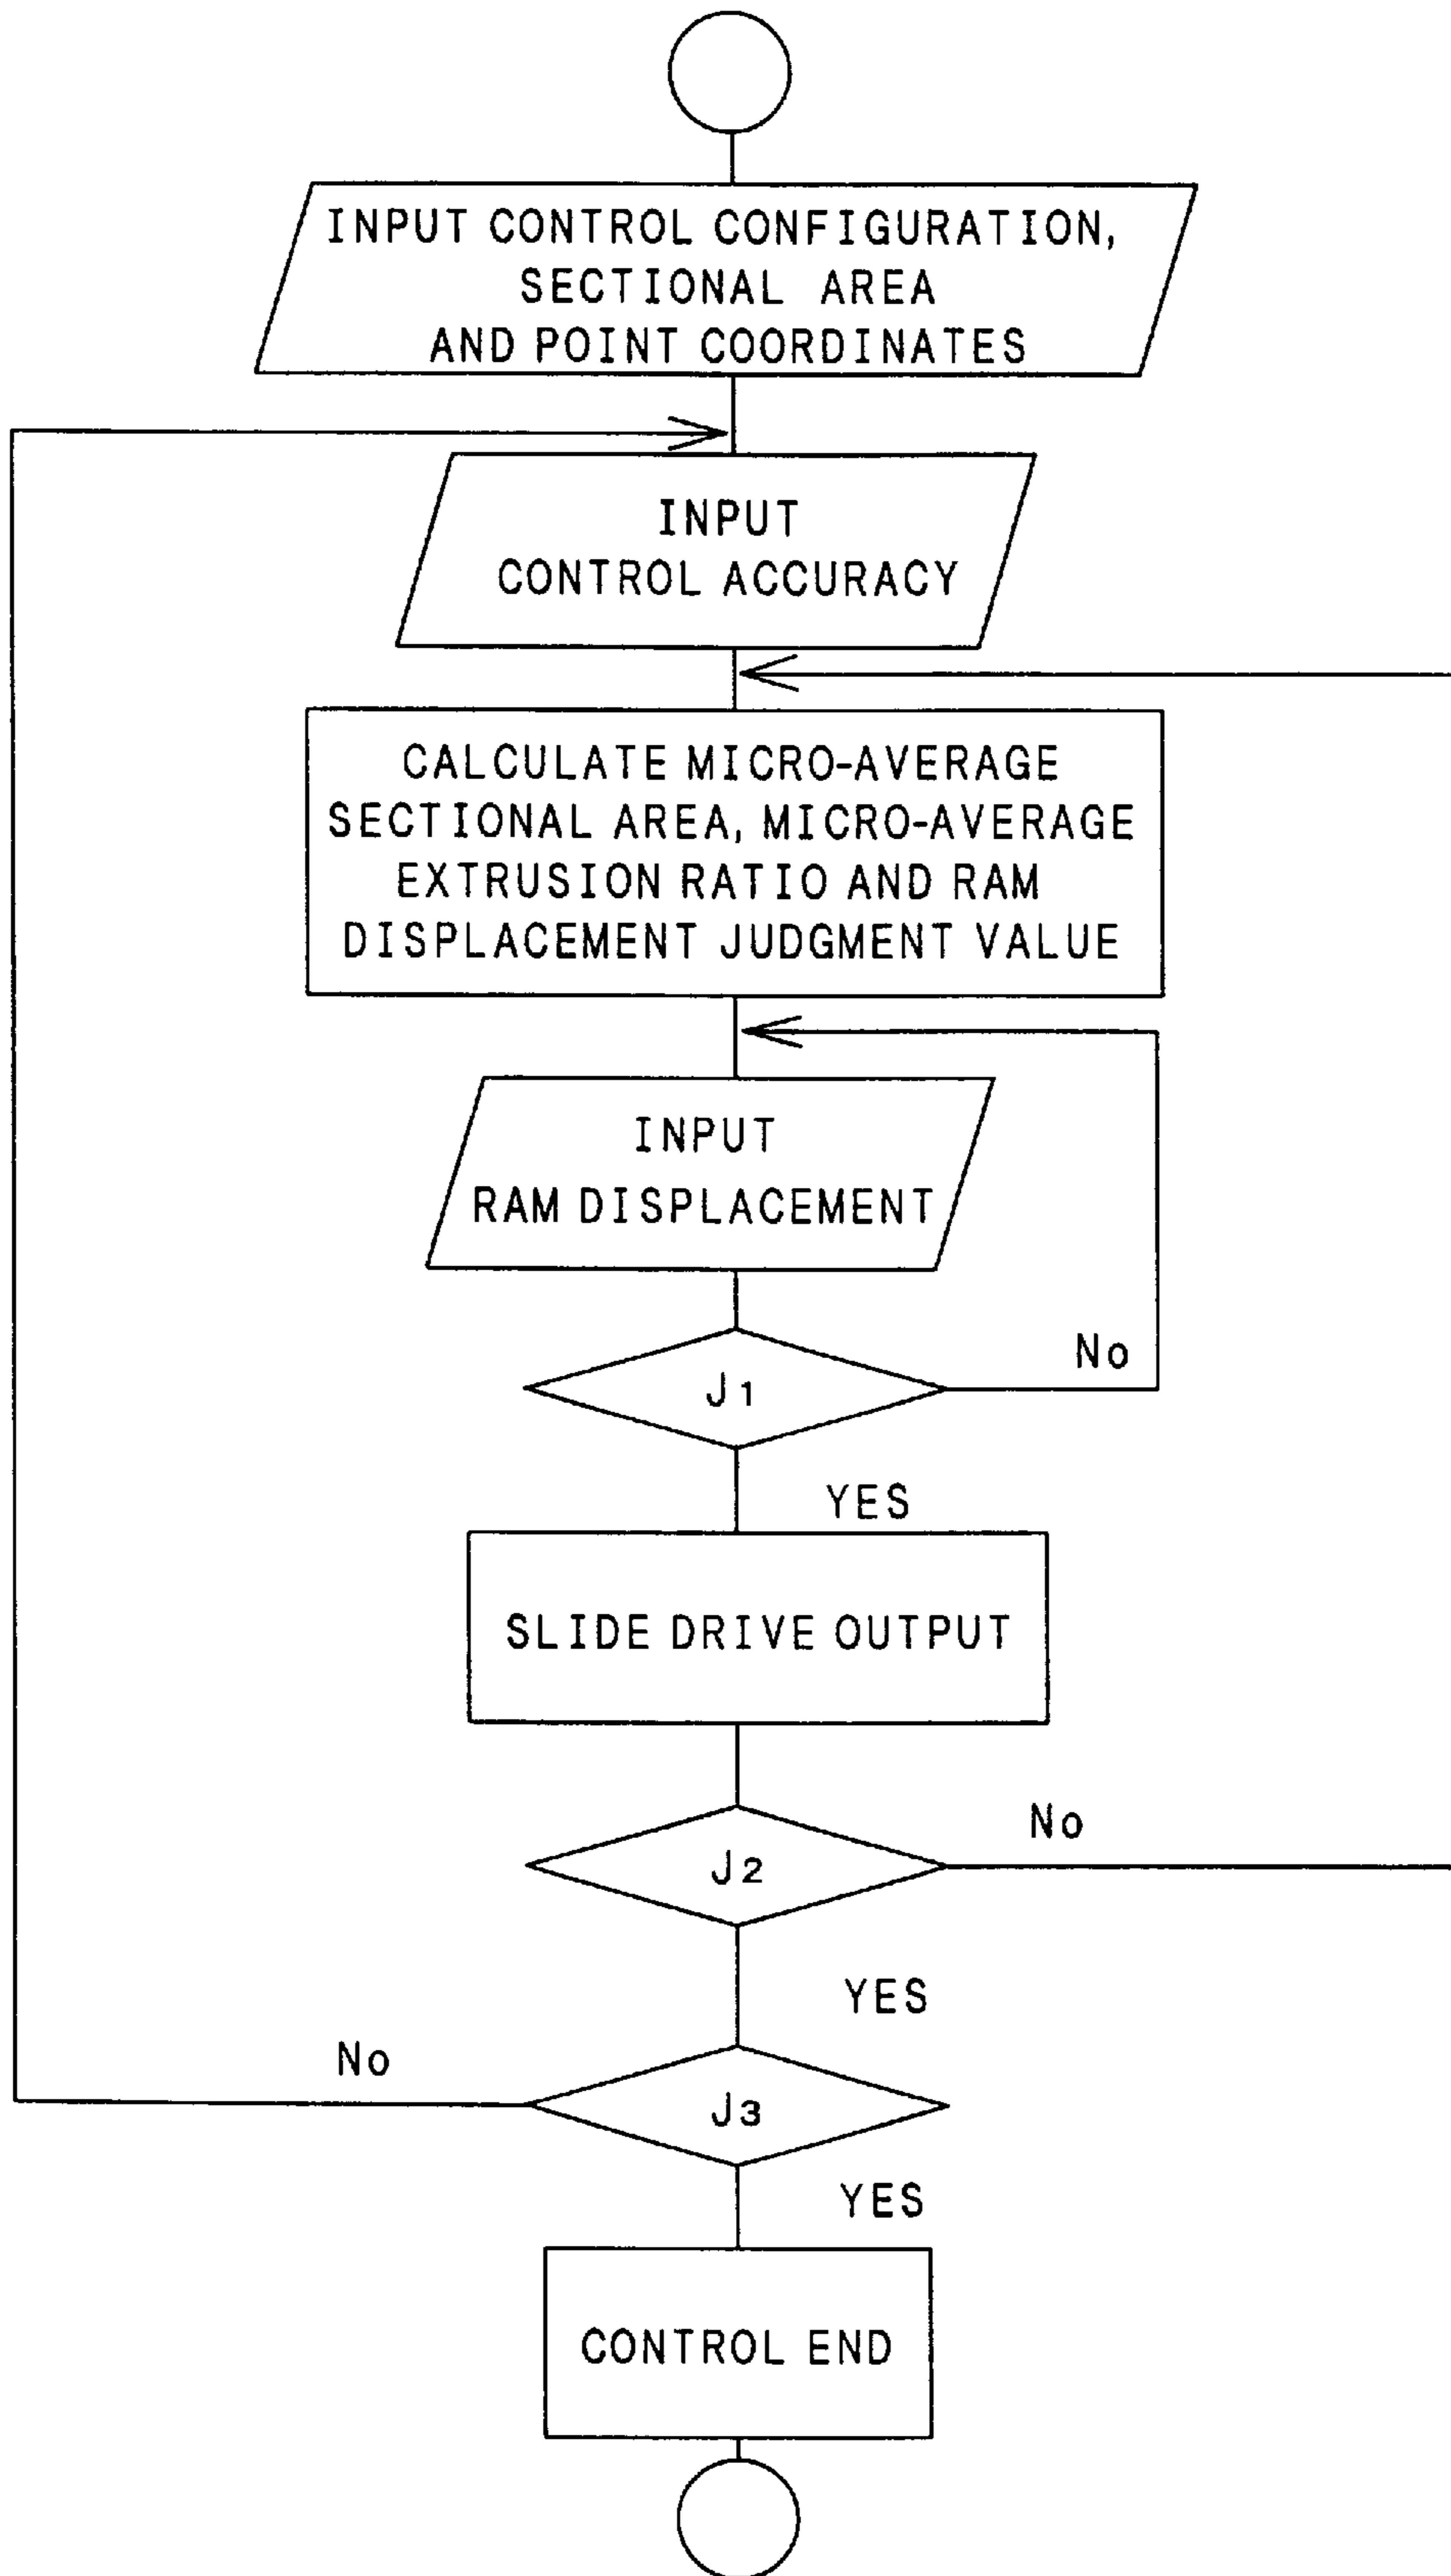 INPUT CONTROL CONFIGURATION,
SECTIONAL AREA
AND POINT COORDINATES
INPUT
CONTROL ACCURACY
CALCULATE MICRO-AVERAGE
SECTIONAL AREA, MICRO-AVERAGE
EXTRUSION RATIO AND RAM
DISPLACEMENT JUDGMENT VALUE
INPUT
RAM DISPLACEMENT
No
J1
YES
SLIDE DRIVE OUTPUT
No
J2
YES
No
J3
YES
CONTROL END